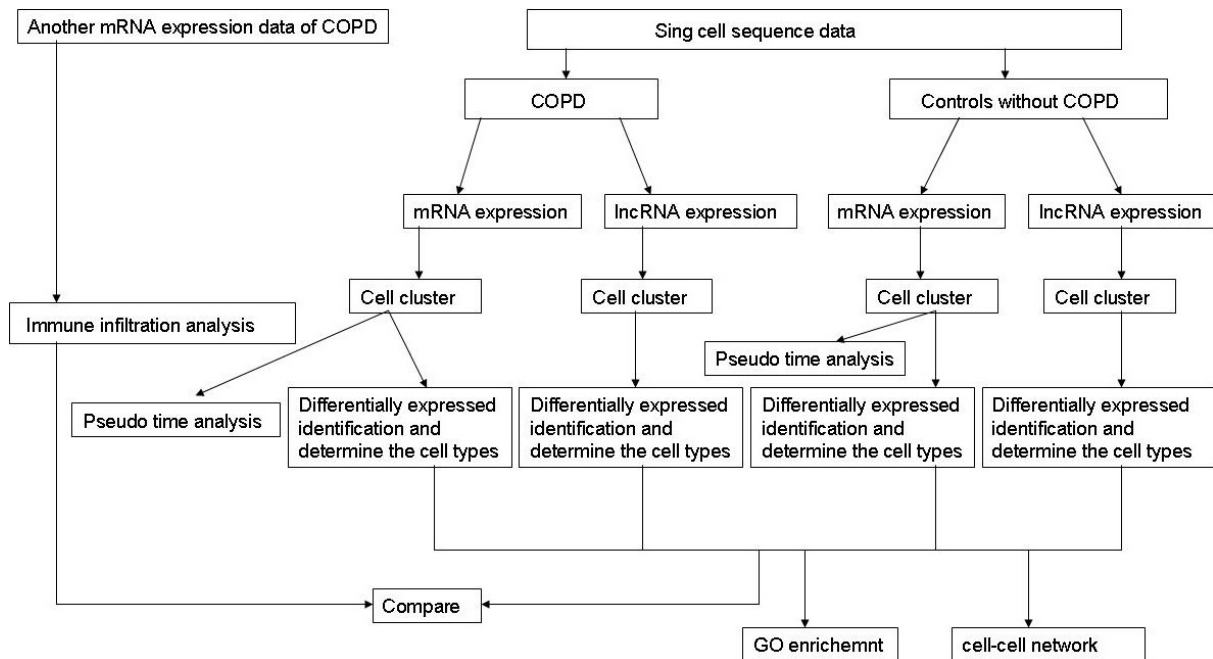 Another mRNA expression data of COPD
Sing cell sequence data
COPD
Controls without COPD
mRNA expression
lncRNA expression
mRNA expression
lncRNA expression
Cell cluster
Cell cluster
Cell cluster
Cell cluster
Immune infiltration analysis
Pseudo time analysis
Pseudo time analysis
Differentially expressed
identification and
determine the cell types
Differentially expressed
identification and
determine the cell types
Differentially expressed
identification and
determine the cell types
Differentially expressed
identification and
determine the cell types
Compare
GO enrichemnt
cell-cell network